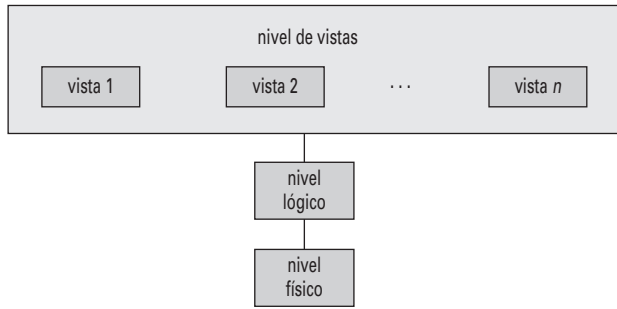 nivel de vistas
vista 1
vista 2
...
vista n
nivel
lógico
nivel
físico